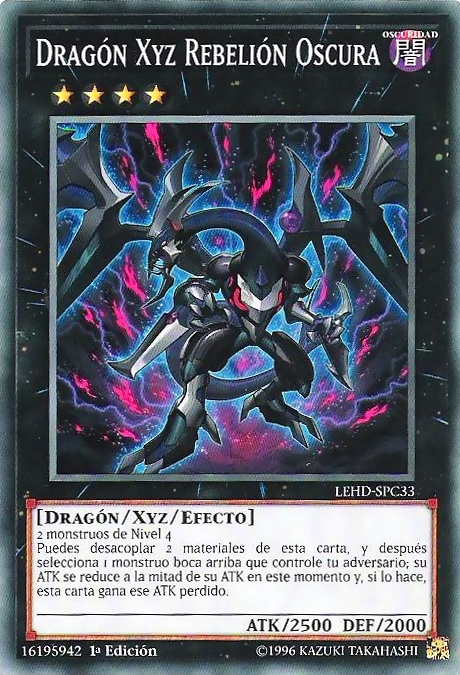 DRAGÓN XYZ REBELIÓN OSCURA
OSCURIDAD
闇
LEHD-SPC33
[DRAGÓN/XYZ/EFECTO]
2 monstruos de Nivel 4
Puedes desacoplar 2 materiales de esta carta, y después
selecciona 1 monstruo boca arriba que controle tu adversario; su
ATK se reduce a la mitad de su ATK en este momento y, si lo hace,
esta carta gana ese ATK perdido.
ATK/2500 DEF/2000
16195942 1ª Edición ©1996 KAZUKI TAKAHASHI